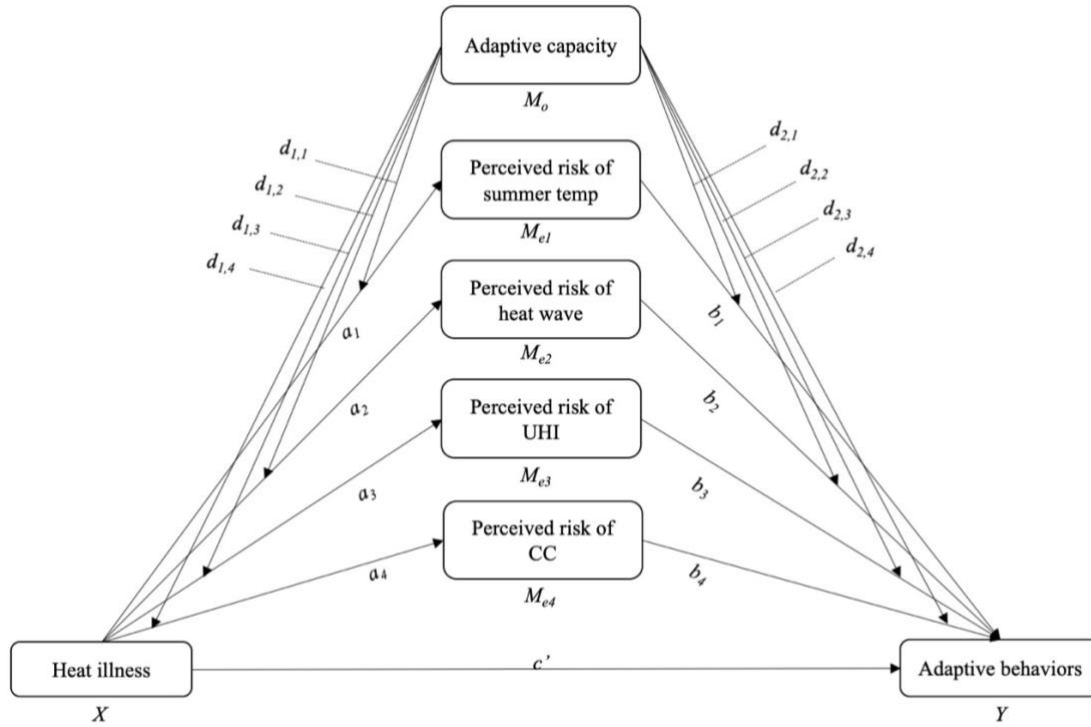 Adaptive capacity
Mo
d1,1
d1,2
d1,3
d1,4
d2,1
d2,2
d2,3
d2,4
Perceived risk of
summer temp
Me1
Perceived risk of
heat wave
Me2
Perceived risk of
UHI
Me3
Perceived risk of
CC
Me4
a1
a2
a3
a4
b1
b2
b3
b4
Heat illness
X
c’
Adaptive behaviors
Y